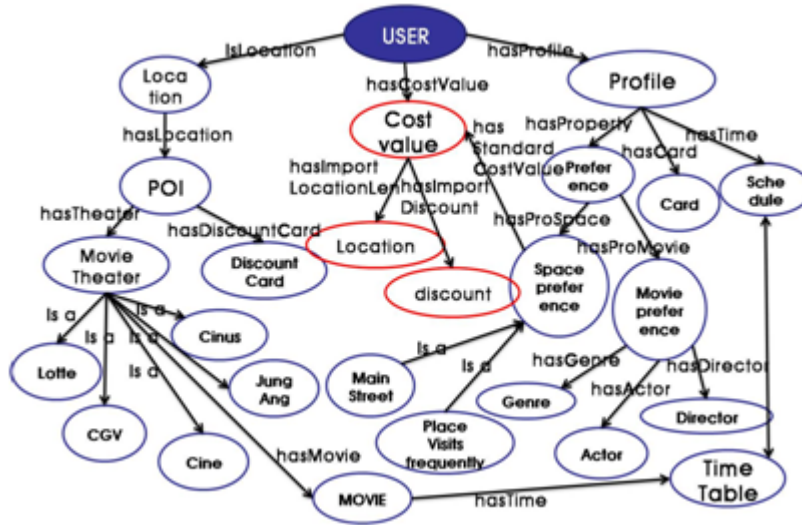 USER
IsLocation
hasProfile
Loca
tion
hasCostValue
Profile
hasLocation
Cost
value
has
Standard
CostValue
hasProperty
hasCard
hasTime
POI
hasImport
LocationLen
hasImport
Discount
Prefer
ence
Card
Sche
dule
hasTheater
hasDiscountCard
hasProSpace
hasProMovie
Movie
Theater
Discount
Card
Location
discount
Space
prefer
ence
Movie
prefer
ence
Is a
Is a
Is a
Is a
Is a
Cinus
Lotte
Jung
Ang
CGV
Cine
Main
Street
Is a
Is a
Place
Visits
frequently
hasGenre
hasActor
hasDirector
Genre
Actor
Director
hasMovie
MOVIE
hasTime
Time
Table